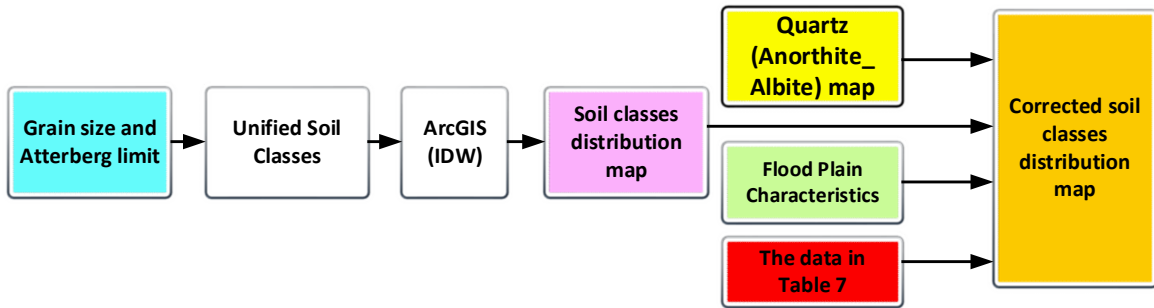 Grain size and
Atterberg limit
Unified Soil
Classes
ArcGIS
(IDW)
Soil classes
distribution
map
Quartz
(Anorthite_
Albite) map
Flood Plain
Characteristics
The data in
Table 7
Corrected soil
classes
distribution
map